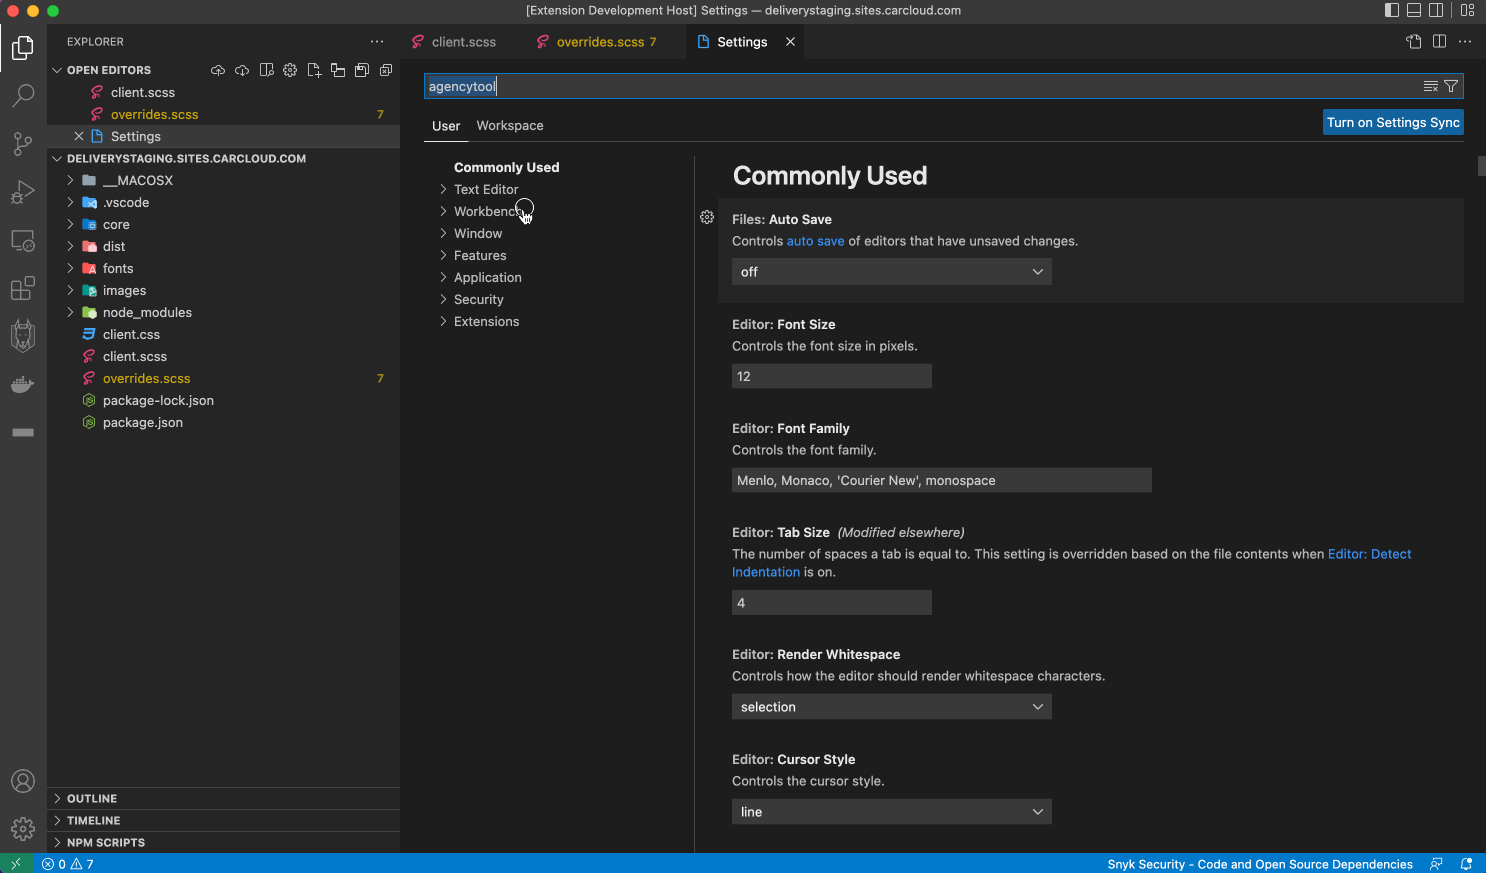 [Extension Development Host] Settings — deliverystaging.sites.carcloud.com
EXPLORER
OPEN EDITORS
client.scss
overrides.scss 7
Settings
DELIVERYSTAGING.SITES.CARCLOUD.COM
__MACOSX
.vscode
core
dist
fonts
images
node_modules
client.css
client.scss
overrides.scss 7
package-lock.json
package.json
OUTLINE
TIMELINE
NPM SCRIPTS
client.scss
overrides.scss 7
Settings
agencytool
User
Workspace
Turn on Settings Sync
Commonly Used
Text Editor
Workbench
Window
Features
Application
Security
Extensions
Commonly Used
Files: Auto Save
Controls auto save of editors that have unsaved changes.
off
Editor: Font Size
Controls the font size in pixels.
12
Editor: Font Family
Controls the font family.
Menlo, Monaco, 'Courier New', monospace
Editor: Tab Size (Modified elsewhere)
The number of spaces a tab is equal to. This setting is overridden based on the file contents when Editor: Detect
Indentation is on.
4
Editor: Render Whitespace
Controls how the editor should render whitespace characters.
selection
Editor: Cursor Style
Controls the cursor style.
line
0 7
Snyk Security - Code and Open Source Dependencies